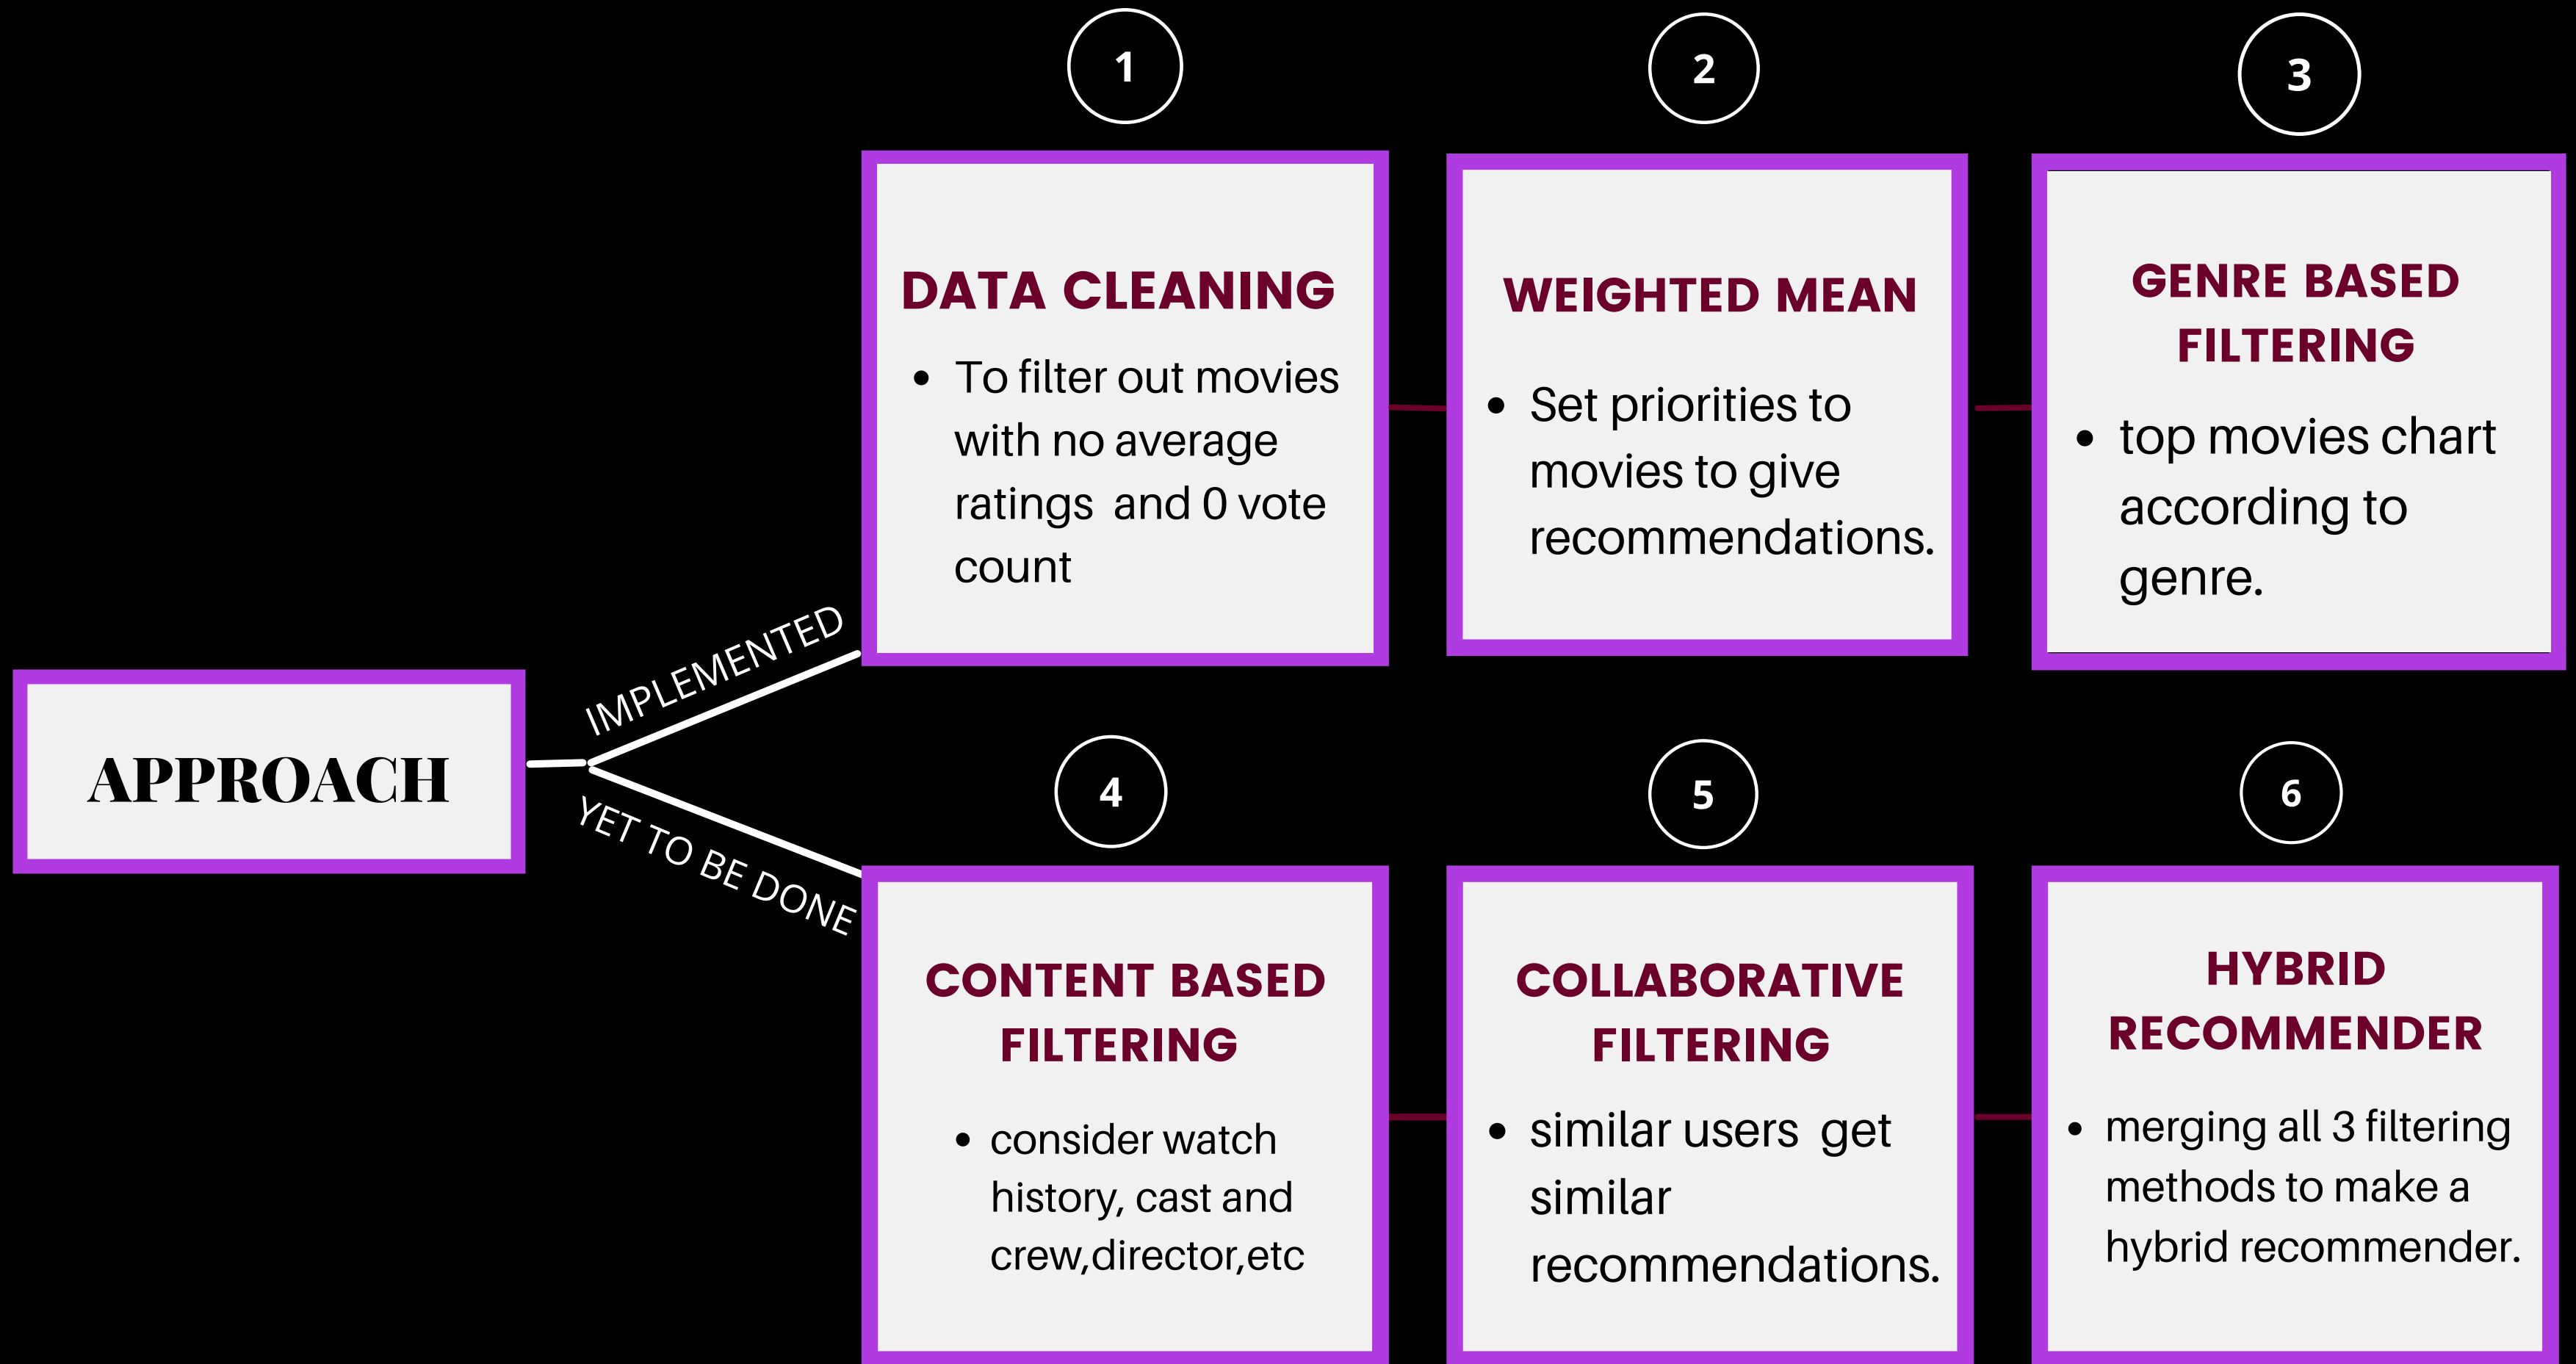 1
2
3
DATA CLEANING
To filter out movies
with no average
ratings  and 0 vote
count
WEIGHTED MEAN
Set priorities to
movies to give
recommendations.
GENRE BASED
FILTERING
top movies chart
according to
genre.
IMPLEMENTED
APPROACH
YET TO BE DONE
4
5
6
CONTENT BASED
FILTERING
consider watch
history, cast and
crew,director,etc
COLLABORATIVE
FILTERING
similar users  get
similar
recommendations.
HYBRID
RECOMMENDER
merging all 3 filtering
methods to make a
hybrid recommender.